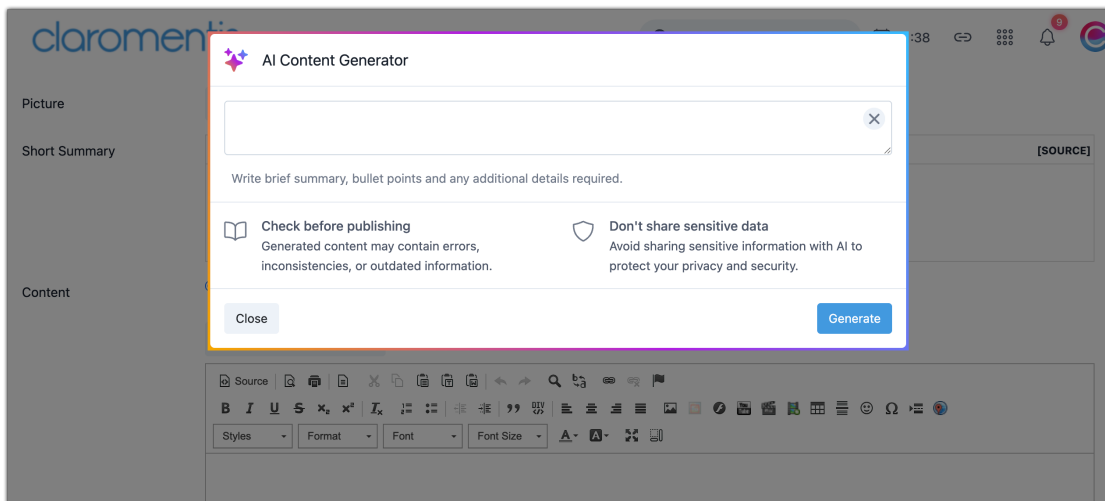 claromentis
:38
9
AI Content Generator
Picture
Short Summary
[SOURCE]
Write brief summary, bullet points and any additional details required.
Check before publishing
Generated content may contain errors,
inconsistencies, or outdated information.
Don't share sensitive data
Avoid sharing sensitive information with AI to
protect your privacy and security.
Content
Close
Generate
Source
B I U S x₂ x² Iₓ DIV
Styles Format Font Font Size A A